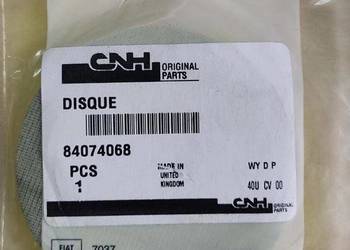 CNH ORIGINAL
PARTS
DISQUE
84074068
PCS
1
MADE IN
UNITED
KINGDOM
WY D P
40U CV 00
CNH ORIGINAL
PARTS
FIAT 7037